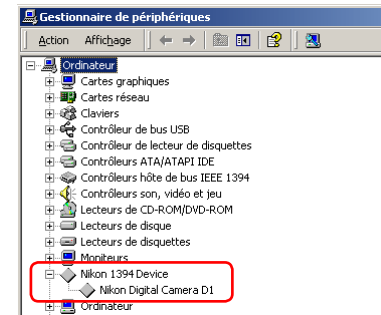 Gestionnaire de périphériques
Action Affichage
Ordinateur
Cartes graphiques
Cartes réseau
Claviers
Contrôleur de bus USB
Contrôleur de lecteur de disquettes
Contrôleurs ATA/ATAPI IDE
Contrôleurs hôte de bus IEEE 1394
Contrôleurs son, vidéo et jeu
Lecteurs de CD-ROM/DVD-ROM
Lecteurs de disque
Lecteurs de disquettes
Moniteurs
Nikon 1394 Device
Nikon Digital Camera D1
Ordinateur